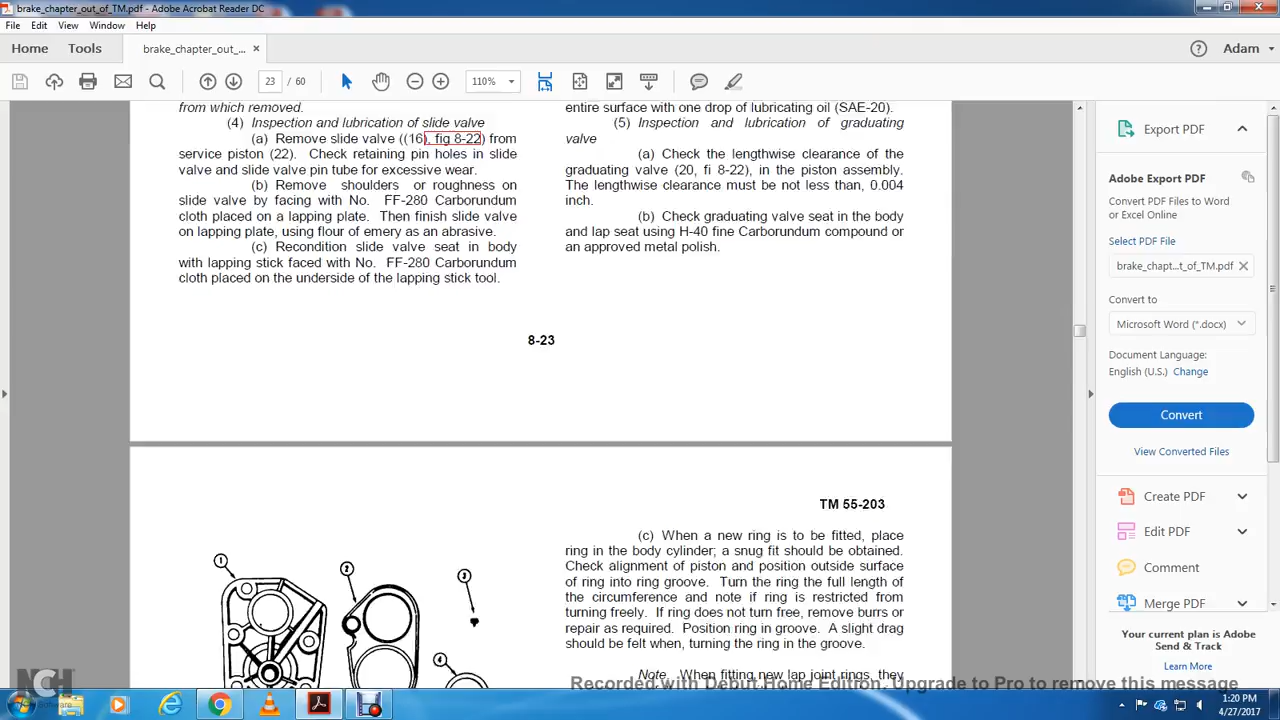 brake_chapter_out_of_TM.pdf - Adobe Acrobat Reader DC
File Edit View Window Help
Home Tools brake_chapter_out_... × Adam
23 / 60 110%
from which removed.
(4) Inspection and lubrication of slide valve
(a) Remove slide valve ((16), fig 8-22) from
service piston (22). Check retaining pin holes in slide
valve and slide valve pin tube for excessive wear.
(b) Remove shoulders or roughness on
slide valve by facing with No. FF-280 Carborundum
cloth placed on a lapping plate. Then finish slide valve
on lapping plate, using flour of emery as an abrasive.
(c) Recondition slide valve seat in body
with lapping stick faced with No. FF-280 Carborundum
cloth placed on the underside of the lapping stick tool.
entire surface with one drop of lubricating oil (SAE-20).
(5) Inspection and lubrication of graduating
valve
(a) Check the lengthwise clearance of the
graduating valve (20, fi 8-22), in the piston assembly.
The lengthwise clearance must be not less than, 0.004
inch.
(b) Check graduating valve seat in the body
and lap seat using H-40 fine Carborundum compound or
an approved metal polish.
8-23
TM 55-203
1
2
3
4
(c) When a new ring is to be fitted, place
ring in the body cylinder; a snug fit should be obtained.
Check alignment of piston and position outside surface
of ring into ring groove. Turn the ring the full length of
the circumference and note if ring is restricted from
turning freely. If ring does not turn free, remove burrs or
repair as required. Position ring in groove. A slight drag
should be felt when, turning the ring in the groove.
Note. When fitting new lap joint rings, they
Export PDF
Adobe Export PDF
Convert PDF Files to Word
or Excel Online
Select PDF File
brake_chapt...t_of_TM.pdf
Convert to
Microsoft Word (*.docx)
Document Language:
English (U.S.) Change
Convert
View Converted Files
Create PDF
Edit PDF
Comment
Merge PDF
Your current plan is Adobe
Send & Track
Learn More
NCH
Software
Recorded with Debut Home Edition. Upgrade to Pro to remove this message
1:20 PM
4/27/2017